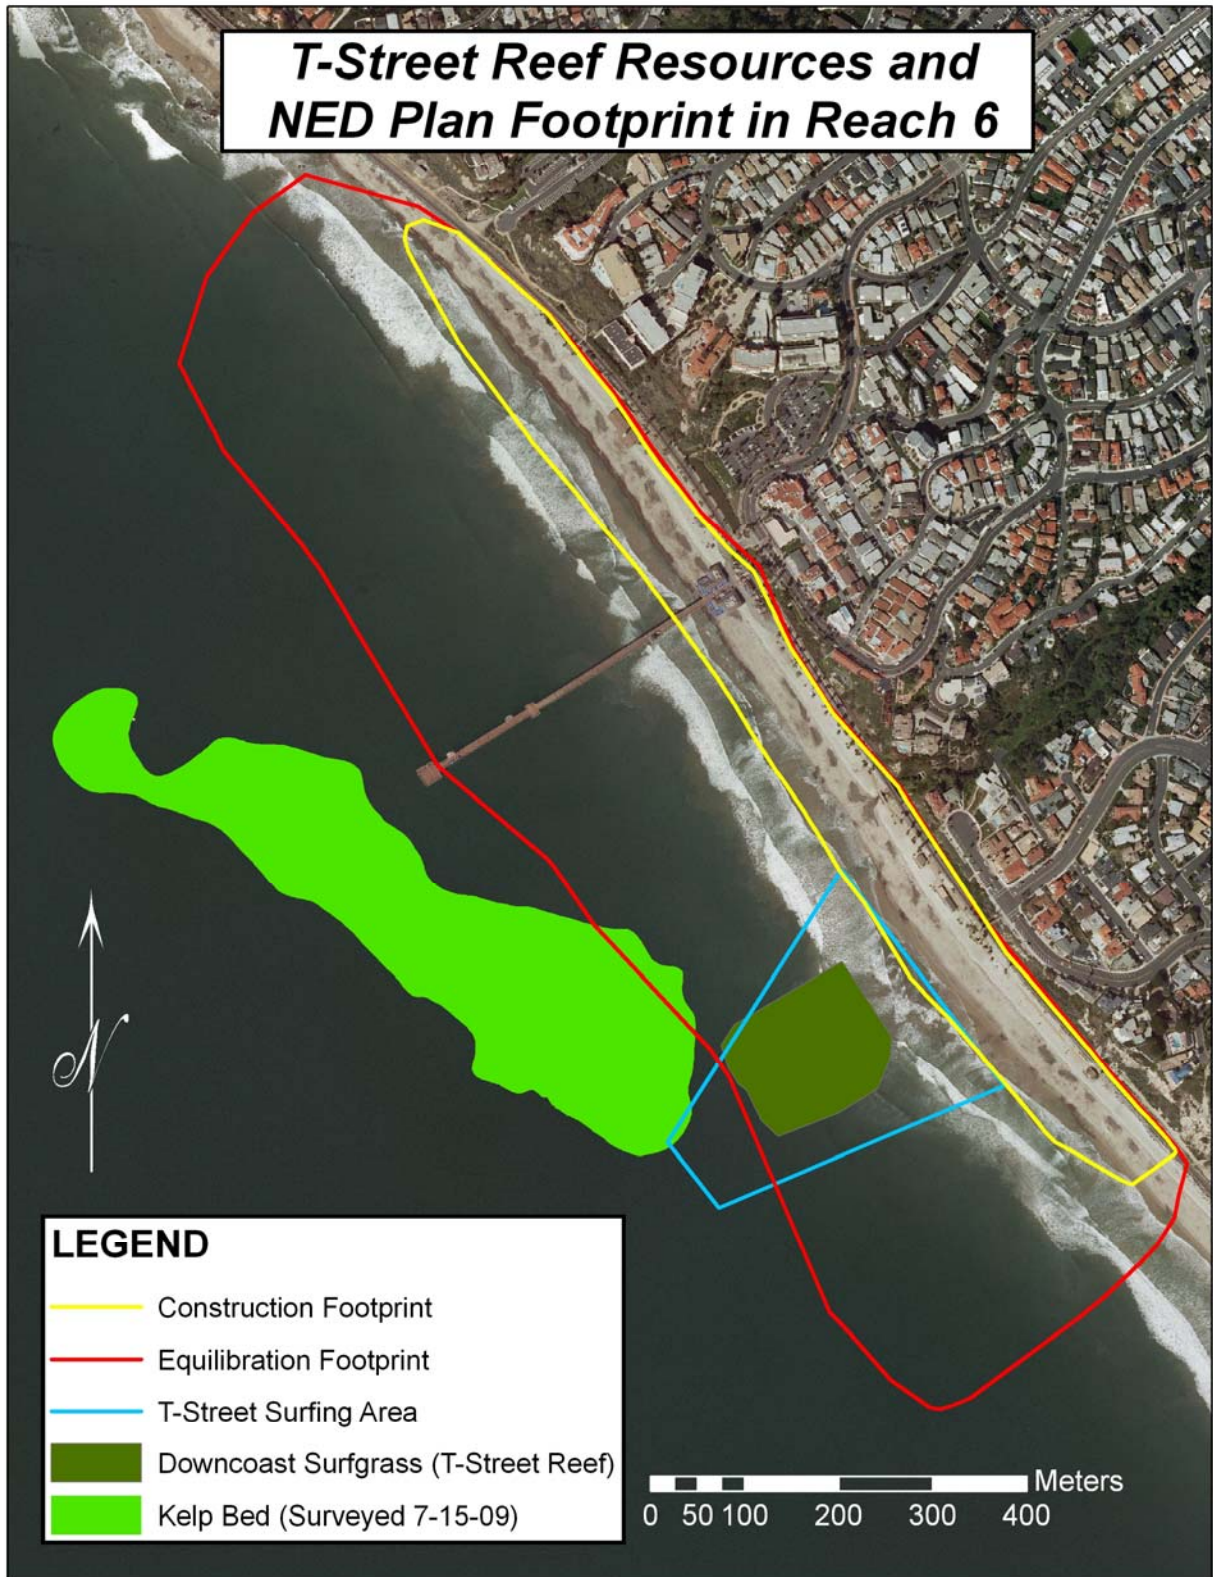 T-Street Reef Resources and
NED Plan Footprint in Reach 6
N
LEGEND
Construction Footprint
Equilibration Footprint
T-Street Surfing Area
Downcoast Surfgrass (T-Street Reef)
Kelp Bed (Surveyed 7-15-09)
Meters
0 50 100 200 300 400